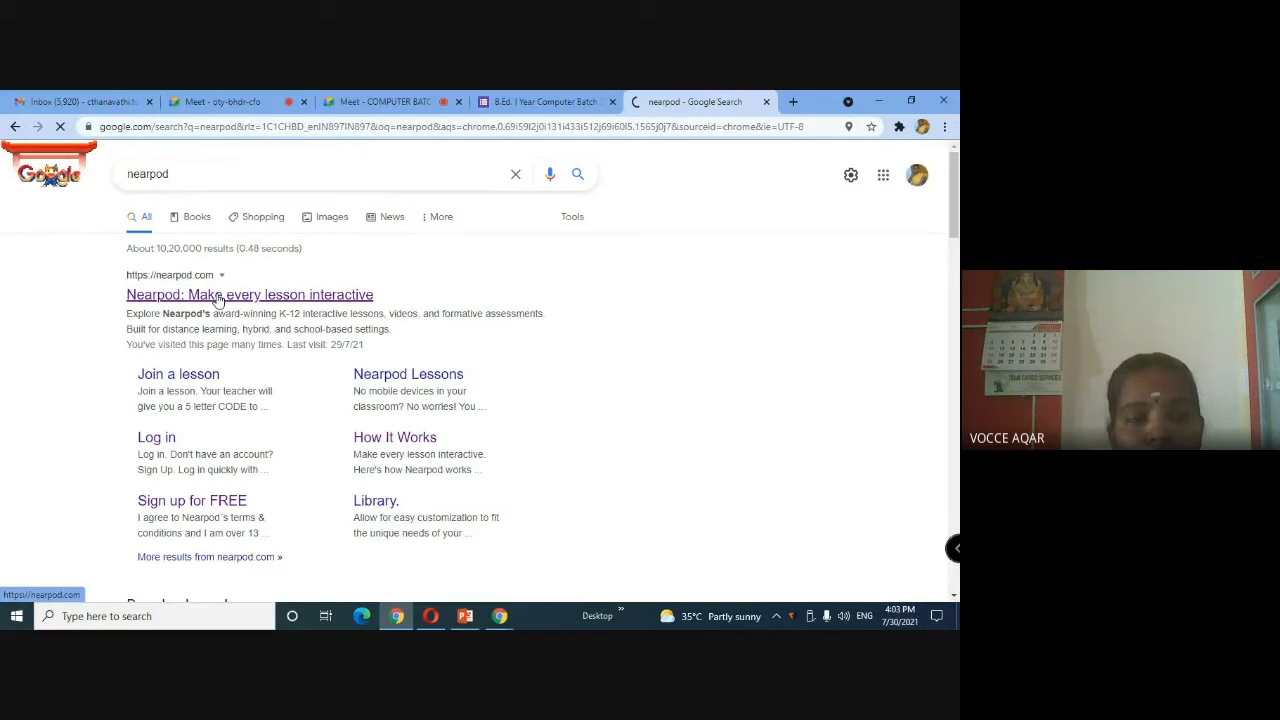 Inbox (5,920) - cthanavathi.t
Meet - oty-bhdr-cfo
Meet - COMPUTER BATC
B.Ed. I Year Computer Batch 2
nearpod - Google Search
google.com/search?q=nearpod&rlz=1C1CHBD_enIN897IN897&oq=nearpod&aqs=chrome.0.69i59l2j0i131i433i512j69i60l5.1565j0j7&sourceid=chrome&ie=UTF-8
Google
nearpod
All
Books
Shopping
Images
News
More
Tools
About 10,20,000 results (0.48 seconds)
https://nearpod.com
Nearpod: Make every lesson interactive
Explore Nearpod's award-winning K-12 interactive lessons, videos, and formative assessments.
Built for distance learning, hybrid, and school-based settings.
You've visited this page many times. Last visit: 29/7/21
Join a lesson
Join a lesson. Your teacher will
give you a 5 letter CODE to ...
Nearpod Lessons
No mobile devices in your
classroom? No worries! You ...
Log in
Log in. Don't have an account?
Sign Up. Log in quickly with ...
How It Works
Make every lesson interactive.
Here's how Nearpod works ...
Sign up for FREE
I agree to Nearpod´s terms &
conditions and I am over 13 ...
Library.
Allow for easy customization to fit
the unique needs of your ...
More results from nearpod.com »
https://nearpod.com
Type here to search
Desktop
35°C Partly sunny
ENG
4:03 PM
7/30/2021
TEAM CARGO SERVICES
VOCCE AQAR